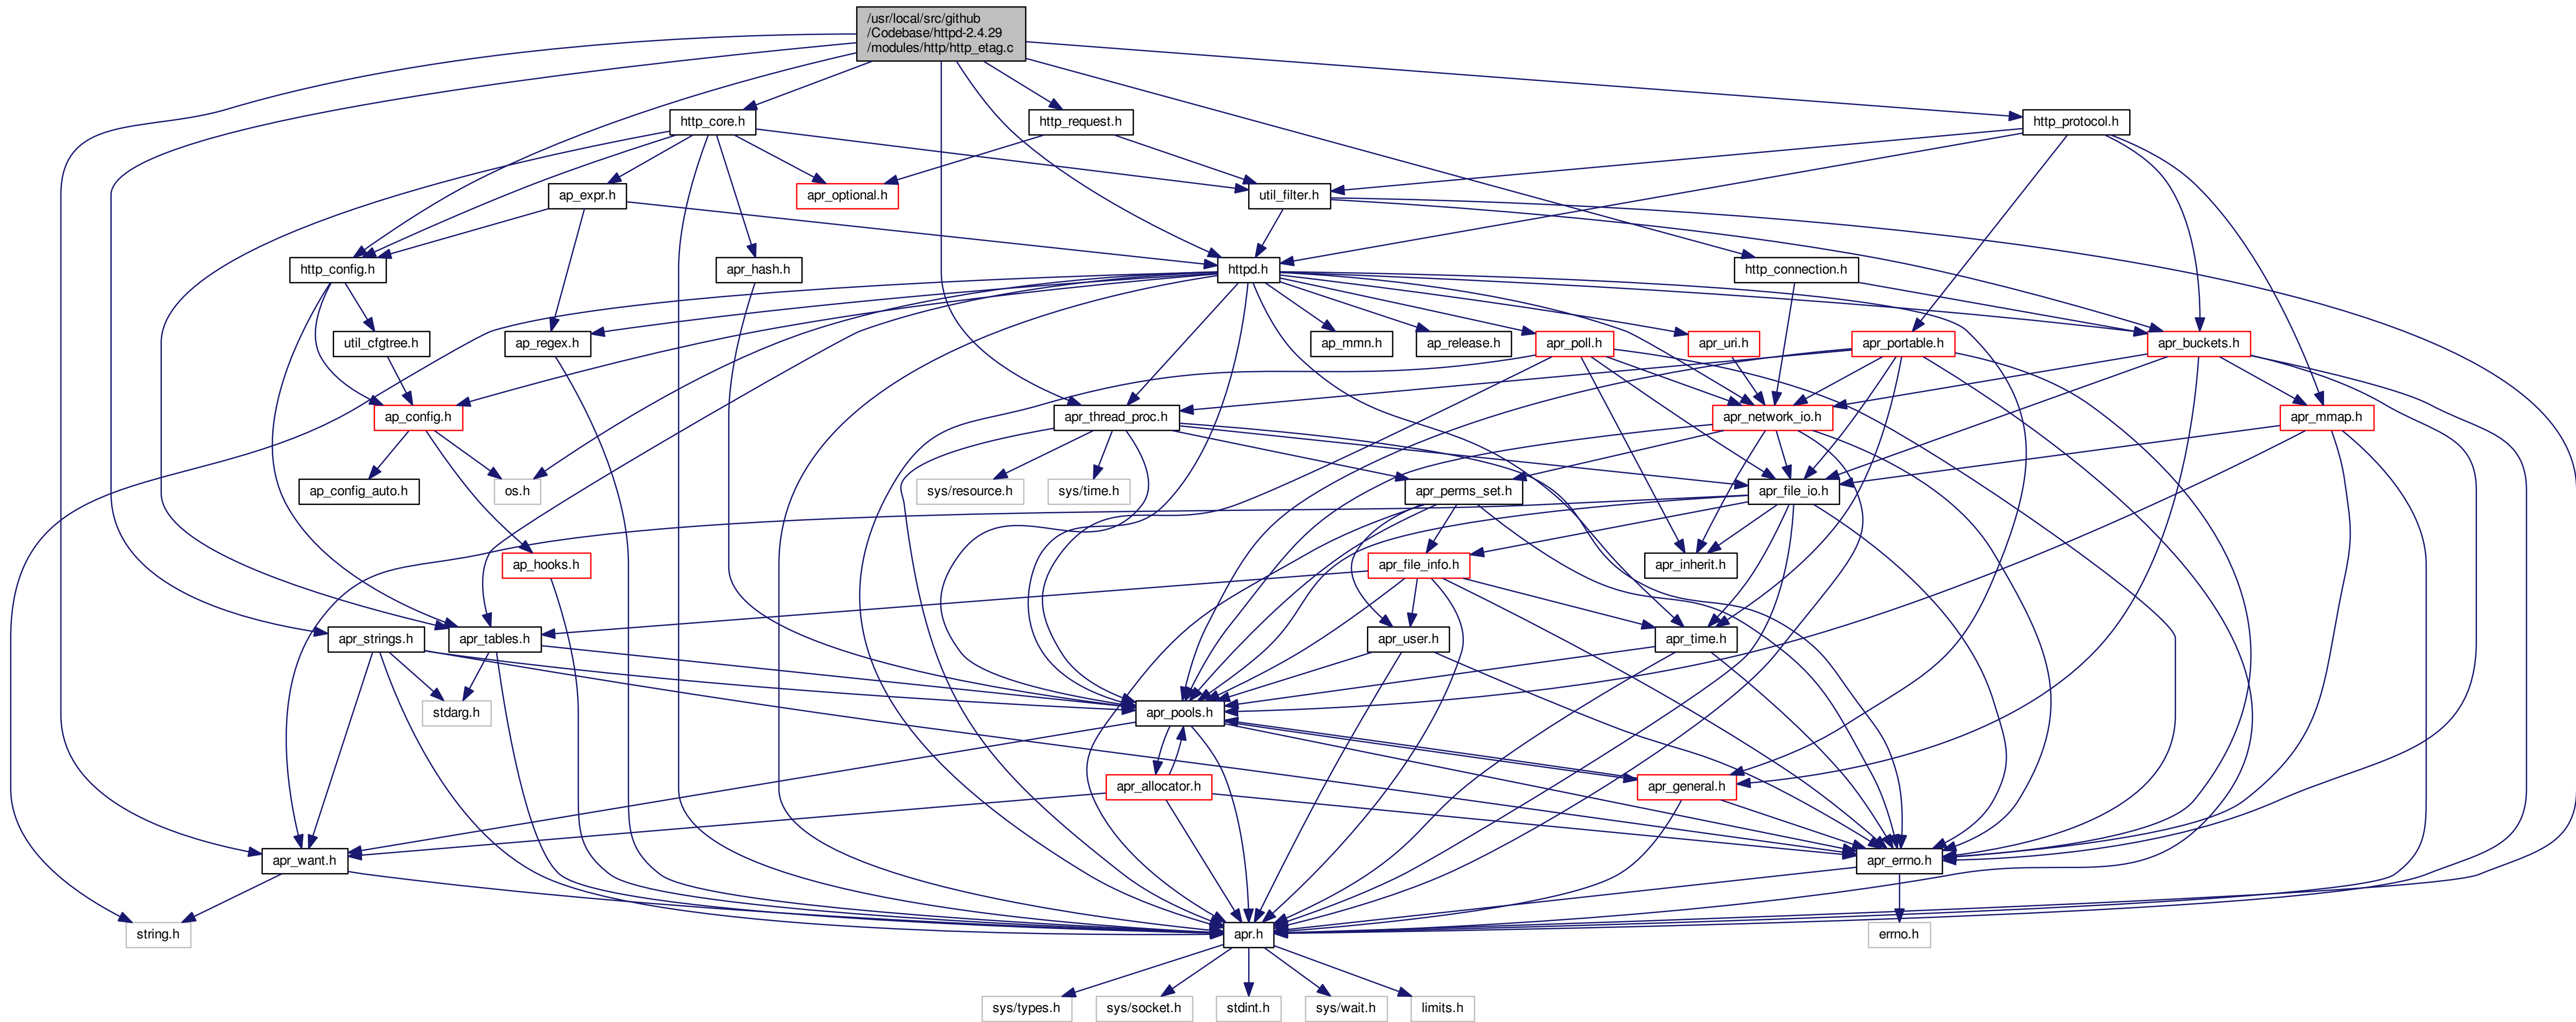 /usr/local/src/github
/Codebase/httpd-2.4.29
/modules/http/http_etag.c
http_core.h
http_request.h
http_protocol.h
ap_expr.h
apr_optional.h
util_filter.h
http_config.h
apr_hash.h
httpd.h
http_connection.h
util_cfgtree.h
ap_regex.h
ap_mmn.h
ap_release.h
apr_poll.h
apr_uri.h
apr_portable.h
apr_buckets.h
ap_config.h
apr_thread_proc.h
apr_network_io.h
apr_mmap.h
ap_config_auto.h
os.h
sys/resource.h
sys/time.h
apr_perms_set.h
apr_file_io.h
ap_hooks.h
apr_file_info.h
apr_inherit.h
apr_strings.h
apr_tables.h
apr_user.h
apr_time.h
stdarg.h
apr_pools.h
apr_allocator.h
apr_general.h
apr_want.h
apr_errno.h
string.h
apr.h
errno.h
sys/types.h
sys/socket.h
stdint.h
sys/wait.h
limits.h